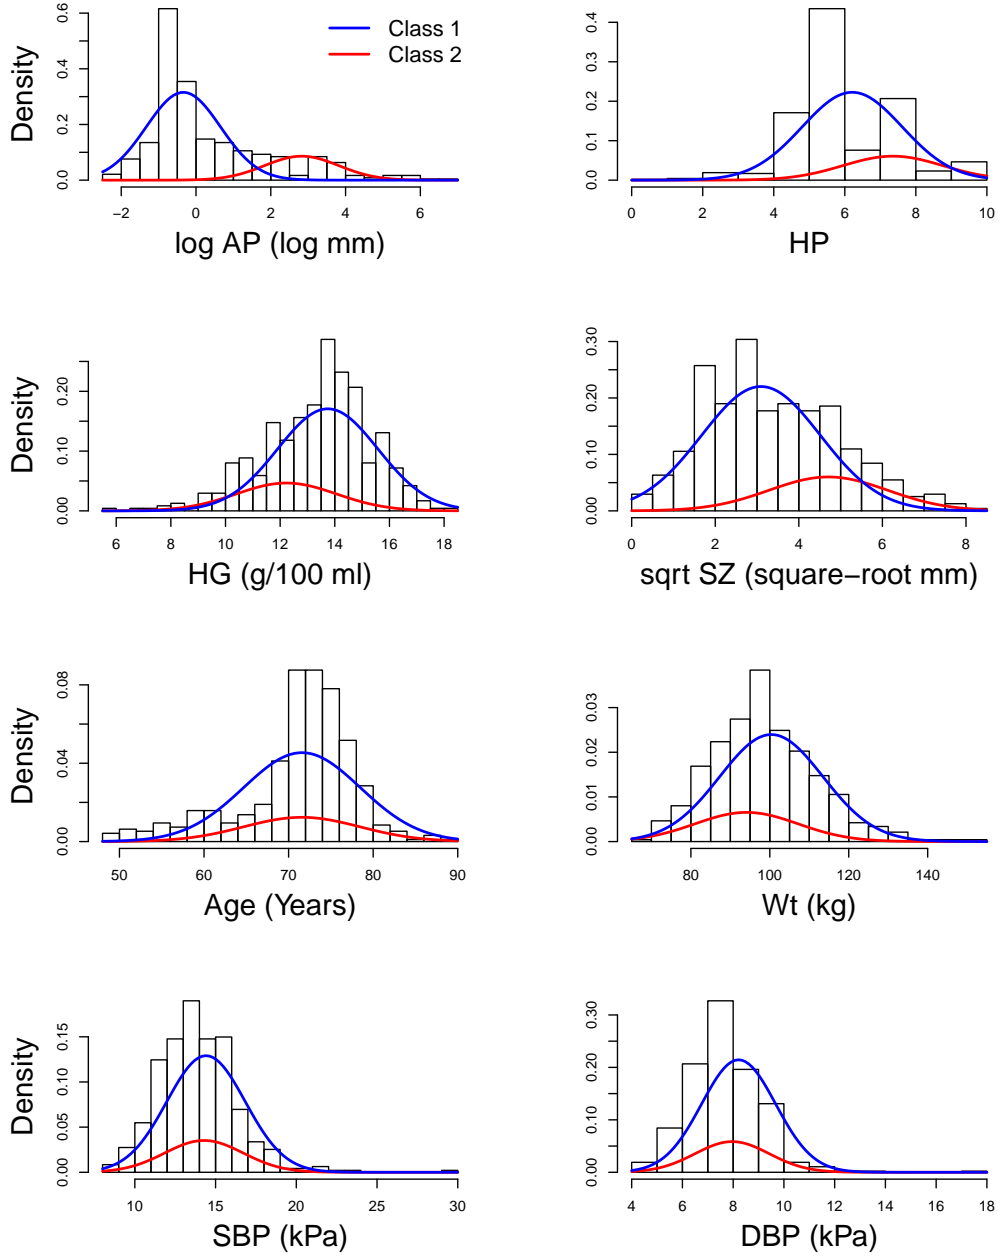 Density
0.0 0.2 0.4 0.6
Class 1
Class 2
−2 0 2 4 6
log AP (log mm)
0.0 0.1 0.2 0.3 0.4
0 2 4 6 8 10
HP
Density
0.00 0.10 0.20
6 8 10 12 14 16 18
HG (g/100 ml)
0.00 0.10 0.20 0.30
0 2 4 6 8
sqrt SZ (square−root mm)
Density
0.00 0.04 0.08
50 60 70 80 90
Age (Years)
0.00 0.01 0.02 0.03
80 100 120 140
Wt (kg)
Density
0.00 0.05 0.10 0.15
10 15 20 25 30
SBP (kPa)
0.00 0.10 0.20 0.30
4 6 8 10 12 14 16 18
DBP (kPa)